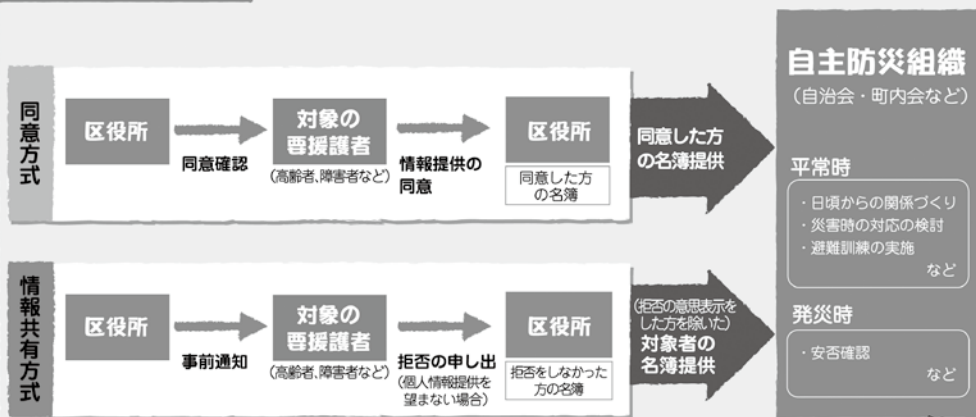 同意方式
区役所
同意確認
対象の
要援護者
(高齢者、障害者など)
情報提供の
同意
区役所
同意した方
の名簿
同意した方
の名簿提供
情報共有方式
区役所
事前通知
対象の
要援護者
(高齢者、障害者など)
拒否の申し出
(個人情報提供を
望まない場合)
区役所
拒否をしなかった
方の名簿
(拒否の意思表示を
した方を除いた)
対象者の
名簿提供
自主防災組織
(自治会・町内会など)
平常時
・日頃からの関係づくり
・災害時の対応の検討
・避難訓練の実施
など
発災時
・安否確認
など